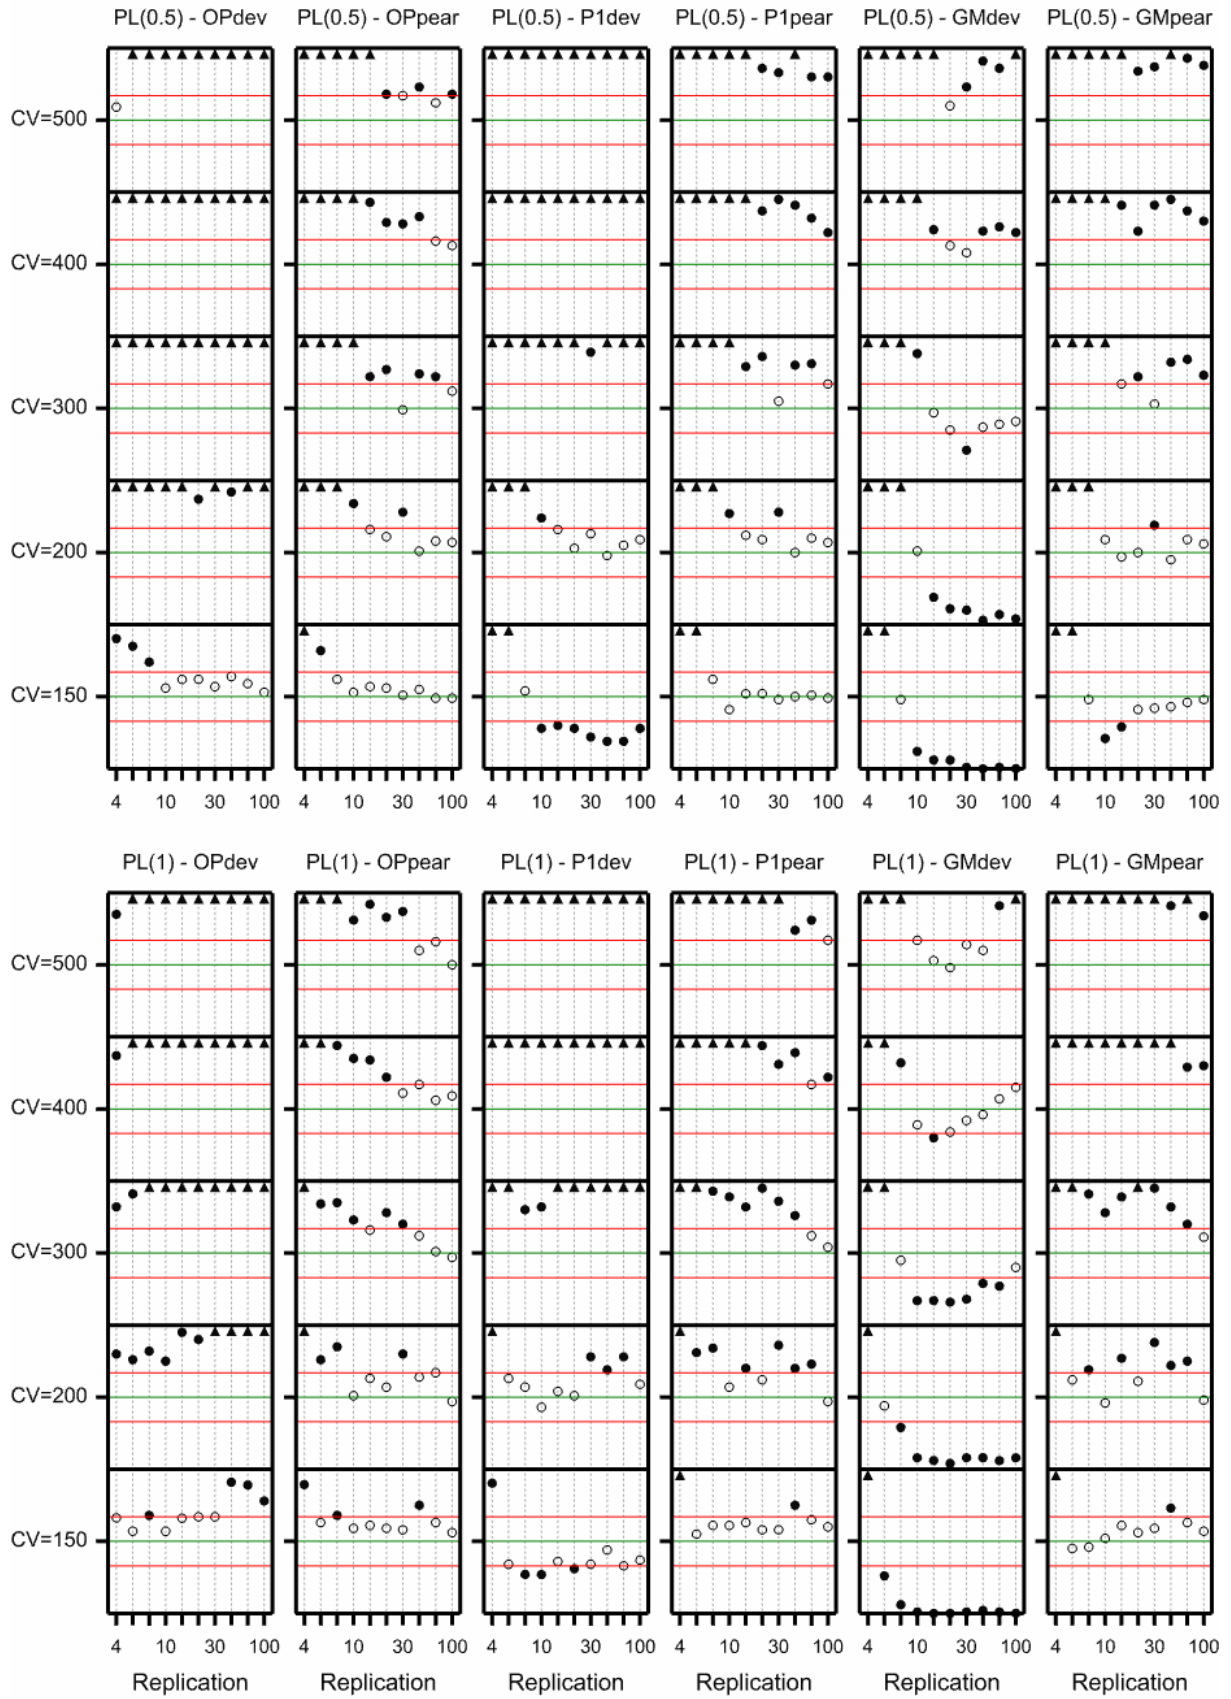 PL(0.5) - OPdev PL(0.5) - OPpear PL(0.5) - P1dev PL(0.5) - P1pear PL(0.5) - GMdev PL(0.5) - GMpear
CV=500
CV=400
CV=300
CV=200
CV=150
4 10 30 100 4 10 30 100 4 10 30 100 4 10 30 100 4 10 30 100 4 10 30 100
PL(1) - OPdev PL(1) - OPpear PL(1) - P1dev PL(1) - P1pear PL(1) - GMdev PL(1) - GMpear
CV=500
CV=400
CV=300
CV=200
CV=150
4 10 30 100 4 10 30 100 4 10 30 100 4 10 30 100 4 10 30 100 4 10 30 100
Replication Replication Replication Replication Replication Replication